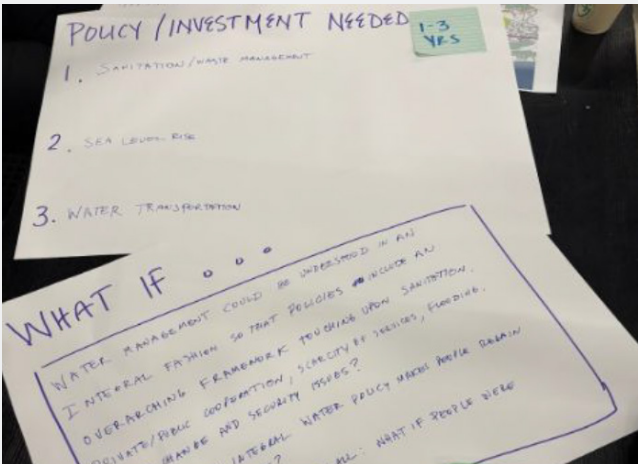 POLICY/INVESTMENT NEEDED
1-3
YRS
1. SANITATION/WASTE MANAGEMENT
2. SEA LEVEL RISE
3. WATER TRANSPORTATION
WHAT IF ...
WATER MANAGEMENT COULD BE UNDERSTOOD IN AN
INTEGRAL FASHION SO THAT POLICIES INCLUDE AN
OVERARCHING FRAMEWORK TOUCHING UPON SANITATION,
PRIVATE/PUBLIC COOPERATION, SCARCITY OF SERVICES, FLOODING,
CHANGE AND SECURITY ISSUES?
INTEGRAL WATER POLICY MAKES PEOPLE REGAIN
ALL: WHAT IF PEOPLE WERE